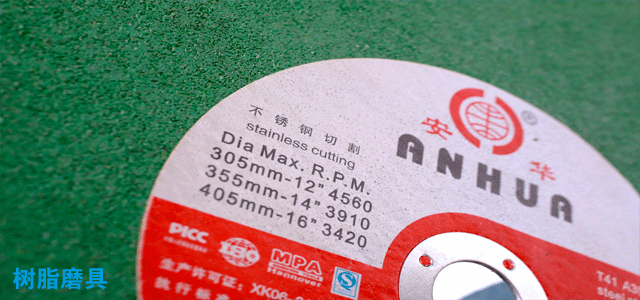 不锈钢切割
stainless cutting
Dia Max. R.P.M.
305mm-12" 4560
355mm-14" 3910
405mm-16" 3420
安 华
®
ANHUA
PICC
MPA
Hannover
生产许可证: XK06-
执行标准
T41
树脂磨具